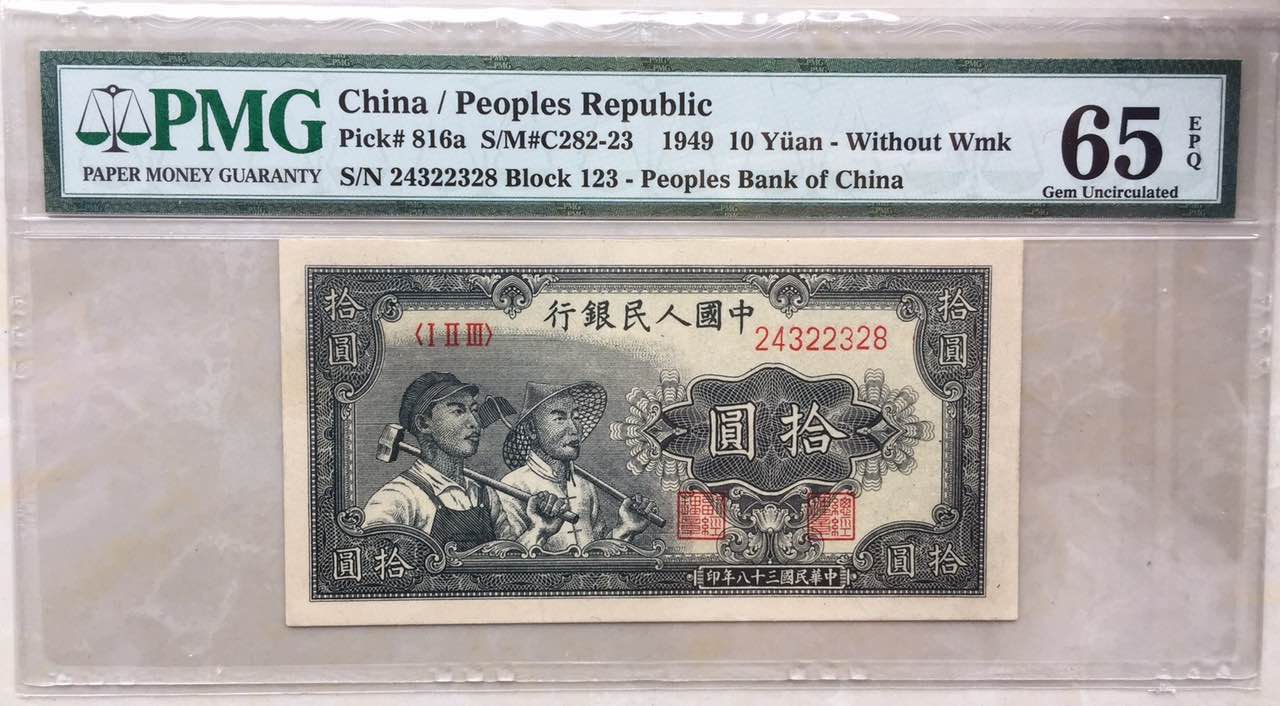 PMG
PAPER MONEY GUARANTY
China / Peoples Republic
Pick# 816a S/M#C282-23 1949 10 Yüan - Without Wmk
S/N 24322328 Block 123 - Peoples Bank of China
65
EPQ
Gem Uncirculated
行銀民人國中
〈I II III〉
24322328
拾圓
拾圓
圓拾
圓拾
圓拾
印年八十三國民華中